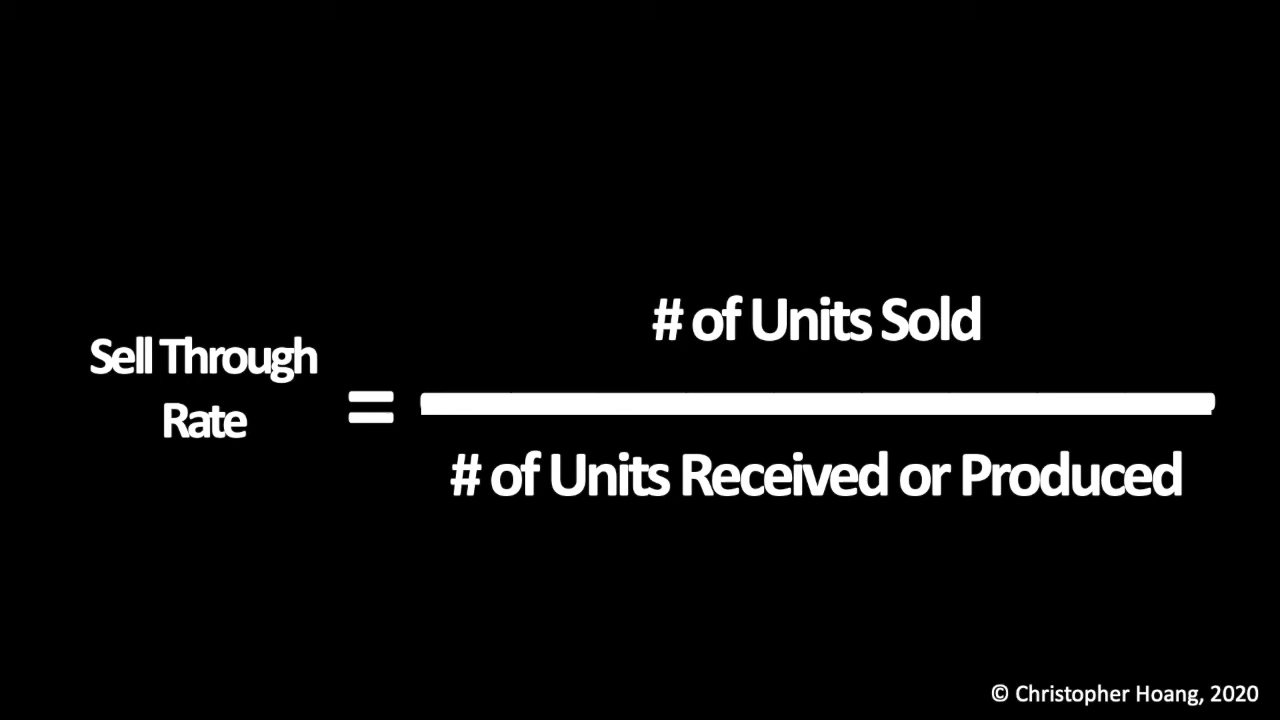 Sell Through
Rate
=
# of Units Sold
# of Units Received or Produced
© Christopher Hoang, 2020